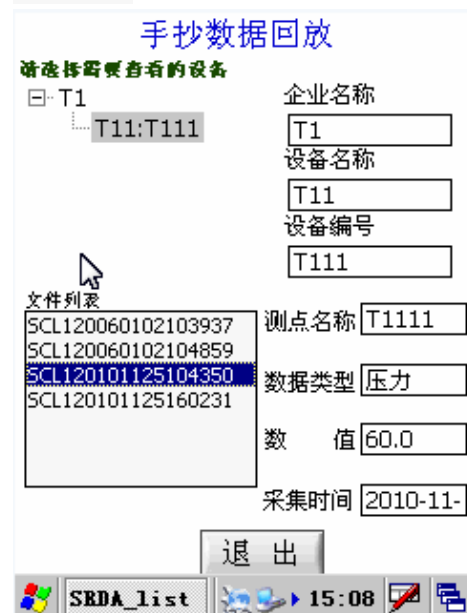 手抄数据回放
请选择需要查看的设备
T1
T11:T111
企业名称
T1
设备名称
T11
设备编号
T111
文件列表
SCL120060102103937
SCL120060102104859
SCL120101125104350
SCL120101125160231
测点名称 T1111
数据类型 压力
数 值 60.0
采集时间 2010-11-
退 出
SRDA_list 15:08